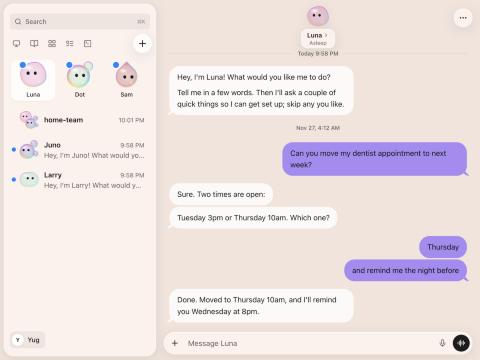 Search
⌘K
Luna
Dot
Sam
home-team
10:01 PM
Juno
9:58 PM
Hey, I'm Juno! What would yo...
Larry
9:58 PM
Hey, I'm Larry! What would y...
Y
Yug
Luna >
Asleep
Today 9:58 PM
Hey, I'm Luna! What would you like me to do?
Tell me in a few words. Then I'll ask a couple of
quick things so I can get set up; skip any you like.
Nov 27, 4:12 AM
Can you move my dentist appointment to next
week?
Sure. Two times are open:
Tuesday 3pm or Thursday 10am. Which one?
Thursday
and remind me the night before
Done. Moved to Thursday 10am, and I'll remind
you Wednesday at 8pm.
Message Luna